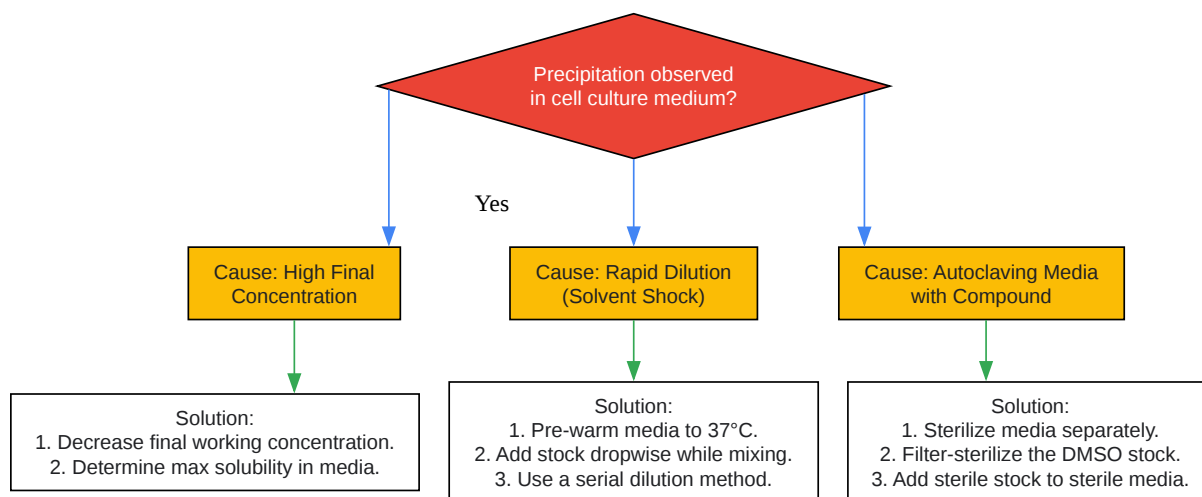 Precipitation observed
in cell culture medium?
Yes
Cause: High Final
Concentration
Cause: Rapid Dilution
(Solvent Shock)
Cause: Autoclaving Media
with Compound
Solution:
1. Decrease final working concentration.
2. Determine max solubility in media.
Solution:
1. Pre-warm media to 37°C.
2. Add stock dropwise while mixing.
3. Use a serial dilution method.
Solution:
1. Sterilize media separately.
2. Filter-sterilize the DMSO stock.
3. Add sterile stock to sterile media.